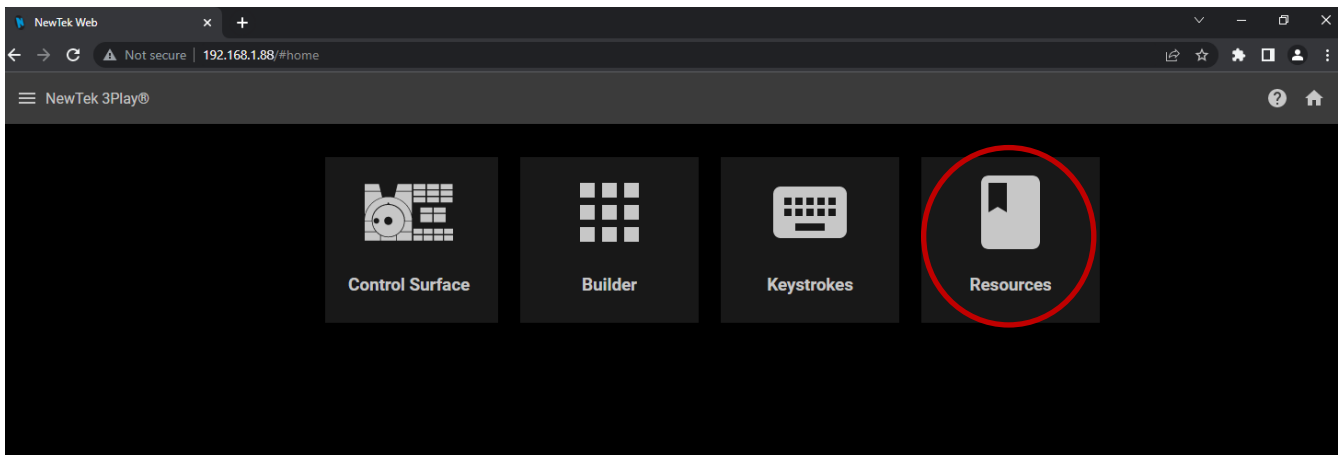 NewTek Web
Not secure | 192.168.1.88/#home
NewTek 3Play®
Control Surface
Builder
Keystrokes
Resources